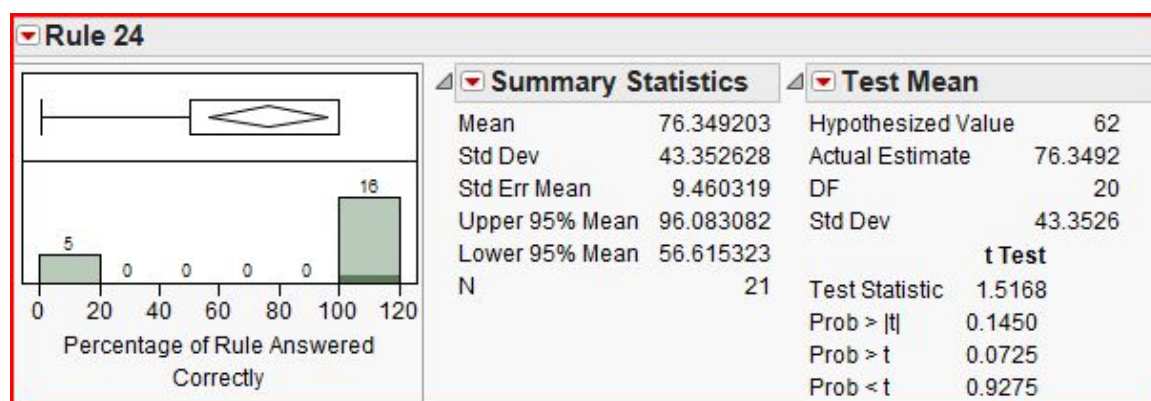 Rule 24
5
0
0
0
0
16
0 20 40 60 80 100 120
Percentage of Rule Answered
Correctly
Summary Statistics
Mean 76.349203
Std Dev 43.352628
Std Err Mean 9.460319
Upper 95% Mean 96.083082
Lower 95% Mean 56.615323
N 21
Test Mean
Hypothesized Value 62
Actual Estimate 76.3492
DF 20
Std Dev 43.3526
t Test
Test Statistic 1.5168
Prob > |t| 0.1450
Prob > t 0.0725
Prob < t 0.9275